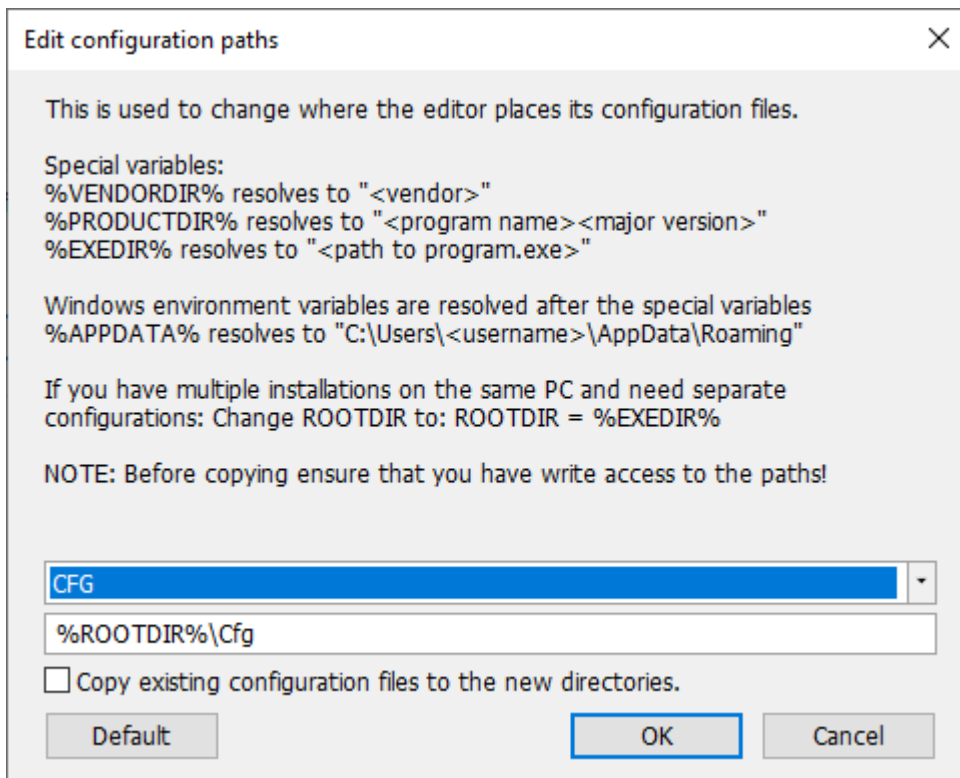 Edit configuration paths
This is used to change where the editor places its configuration files.
Special variables:
%VENDORDIR% resolves to "<vendor>"
%PRODUCTDIR% resolves to "<program name><major version>"
%EXEDIR% resolves to "<path to program.exe>"
Windows environment variables are resolved after the special variables
%APPDATA% resolves to "C:\Users\<username>\AppData\Roaming"
If you have multiple installations on the same PC and need separate
configurations: Change ROOTDIR to: ROOTDIR = %EXEDIR%
NOTE: Before copying ensure that you have write access to the paths!
CFG
%ROOTDIR%\Cfg
Copy existing configuration files to the new directories.
Default
OK
Cancel